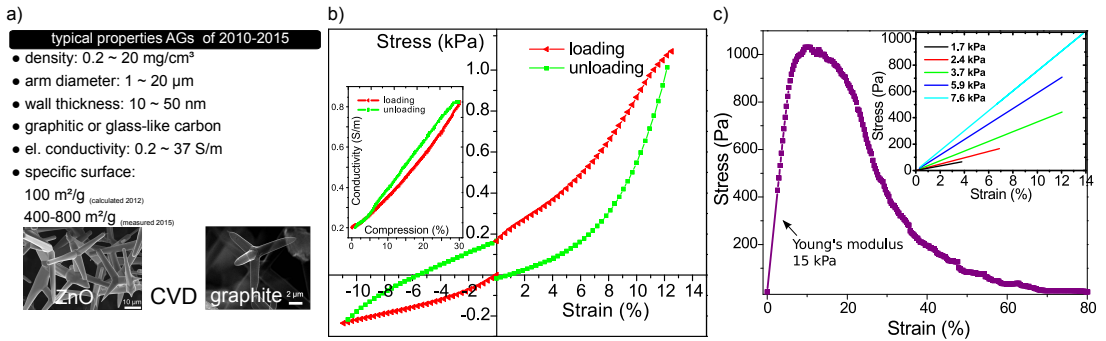 a)
typical properties AGs of 2010-2015
● density: 0.2 ~ 20 mg/cm³
● arm diameter: 1 ~ 20 µm
● wall thickness: 10 ~ 50 nm
● graphitic or glass-like carbon
● el. conductivity: 0.2 ~ 37 S/m
● specific surface:
100 m²/g (calculated 2012)
400-800 m²/g (measured 2015)
ZnO
10 µm
CVD
graphite
2 µm
b)
Stress (kPa)
loading
unloading
1.0
0.8
0.6
0.4
0.2
-0.2
-10 -8 -6 -4 -2 0 2 4 6 8 10 12 14
Strain (%)
loading
unloading
Conductivity (S/m)
0.8
0.6
0.4
0.2
0 5 10 15 20 25 30
Compression (%)
c)
Stress (Pa)
1000
800
600
400
200
0
0 20 40 60 80
Strain (%)
Young's modulus
15 kPa
1.7 kPa
2.4 kPa
3.7 kPa
5.9 kPa
7.6 kPa
Stress (Pa)
1000
800
600
400
200
0
0 2 4 6 8 10 12 14
Strain (%)